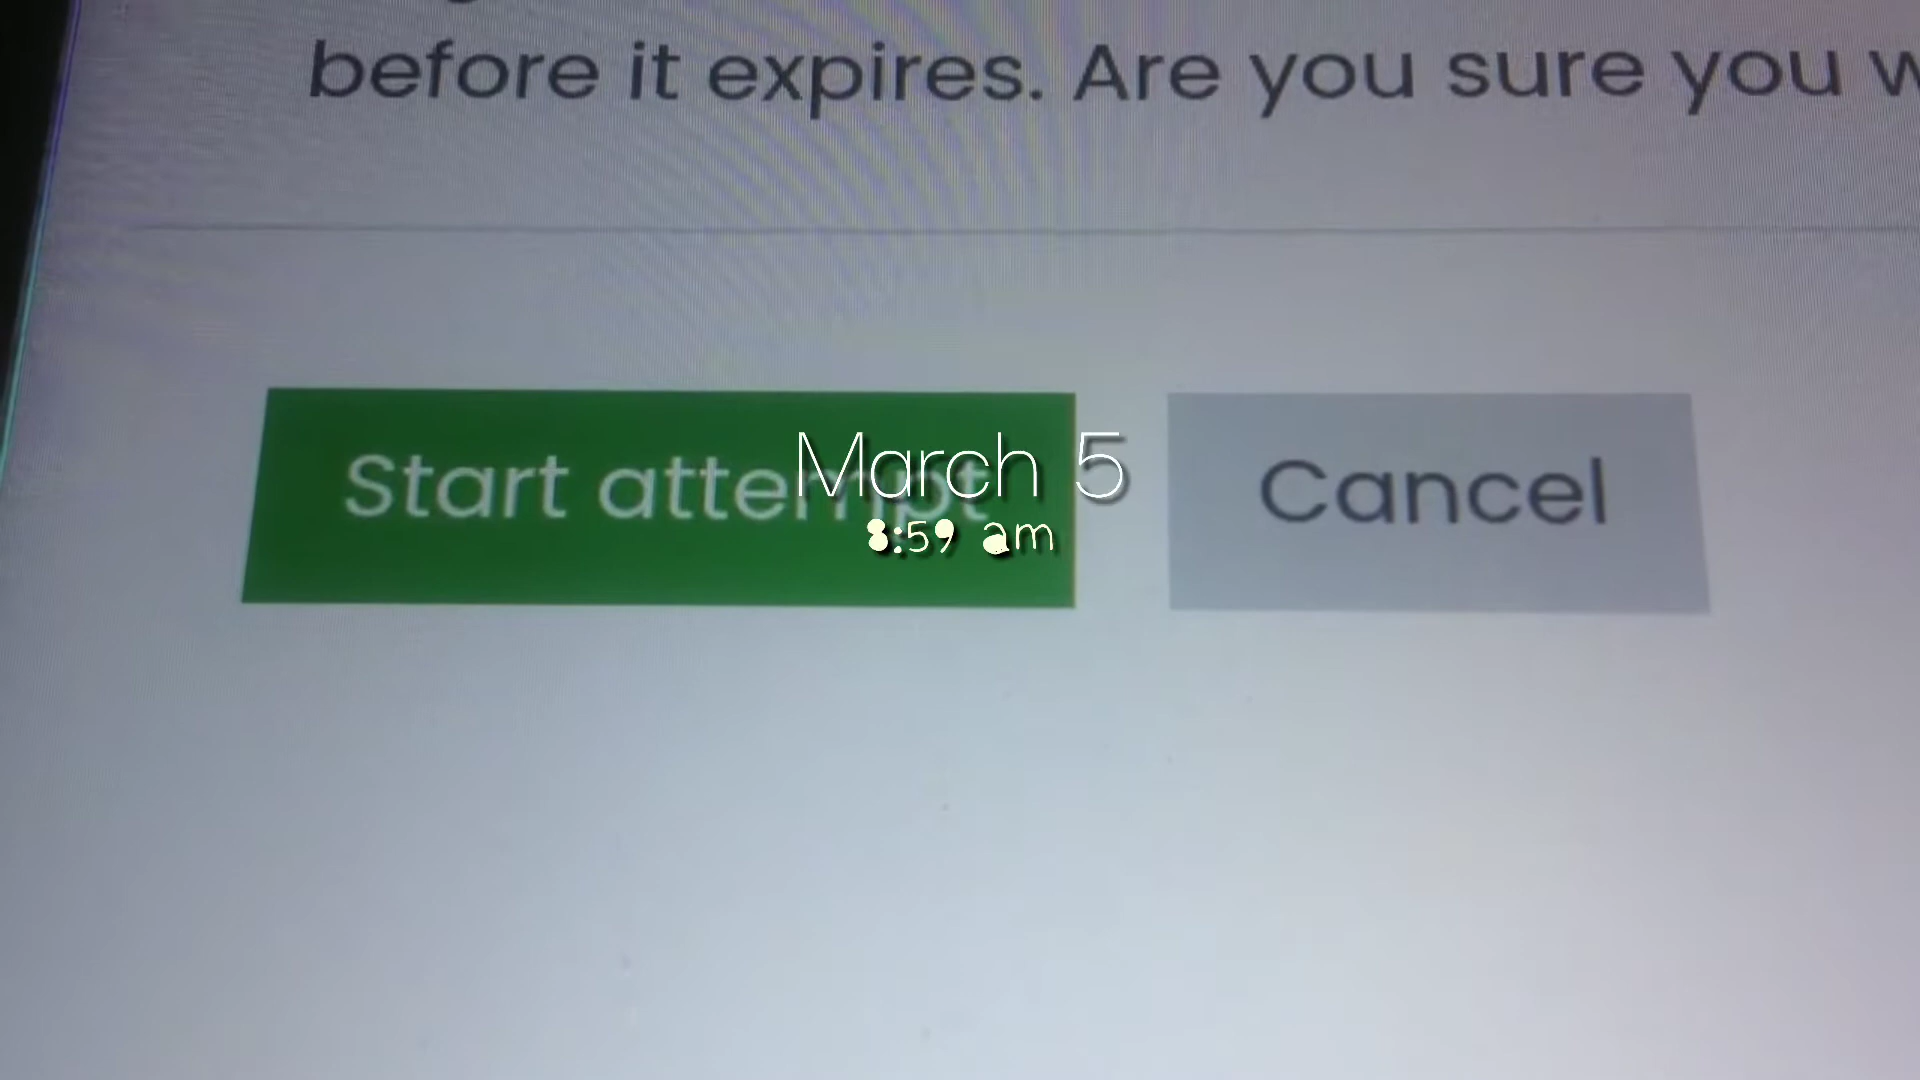 before it expires. Are you sure you w
Start attempt
March 5
8:59 am
Cancel